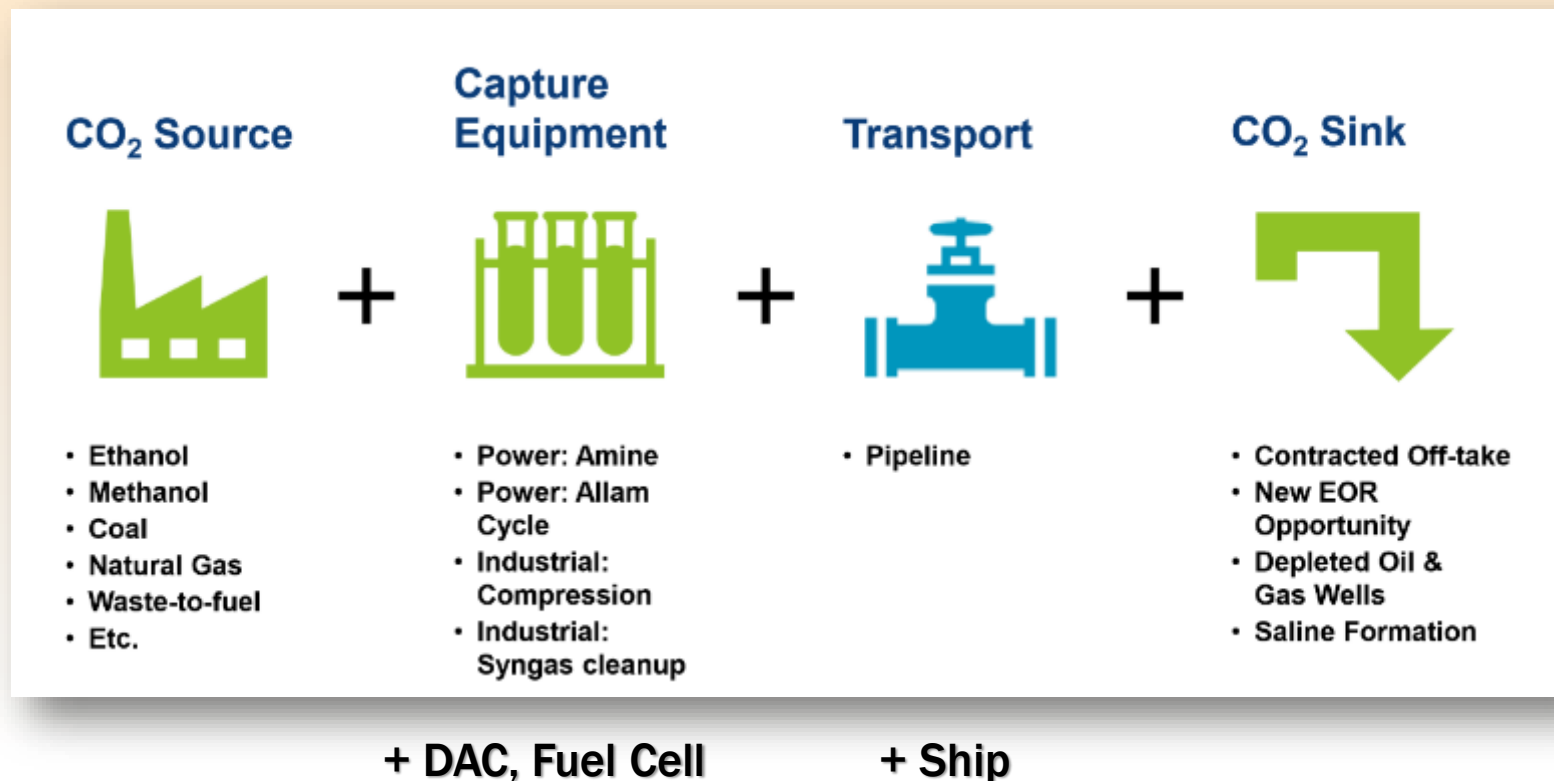 CO₂ Source
• Ethanol
• Methanol
• Coal
• Natural Gas
• Waste-to-fuel
• Etc.
+
Capture
Equipment
• Power: Amine
• Power: Allam
Cycle
• Industrial:
Compression
• Industrial:
Syngas cleanup
+
Transport
• Pipeline
+
CO₂ Sink
• Contracted Off-take
• New EOR
Opportunity
• Depleted Oil &
Gas Wells
• Saline Formation
+ DAC, Fuel Cell
+ Ship